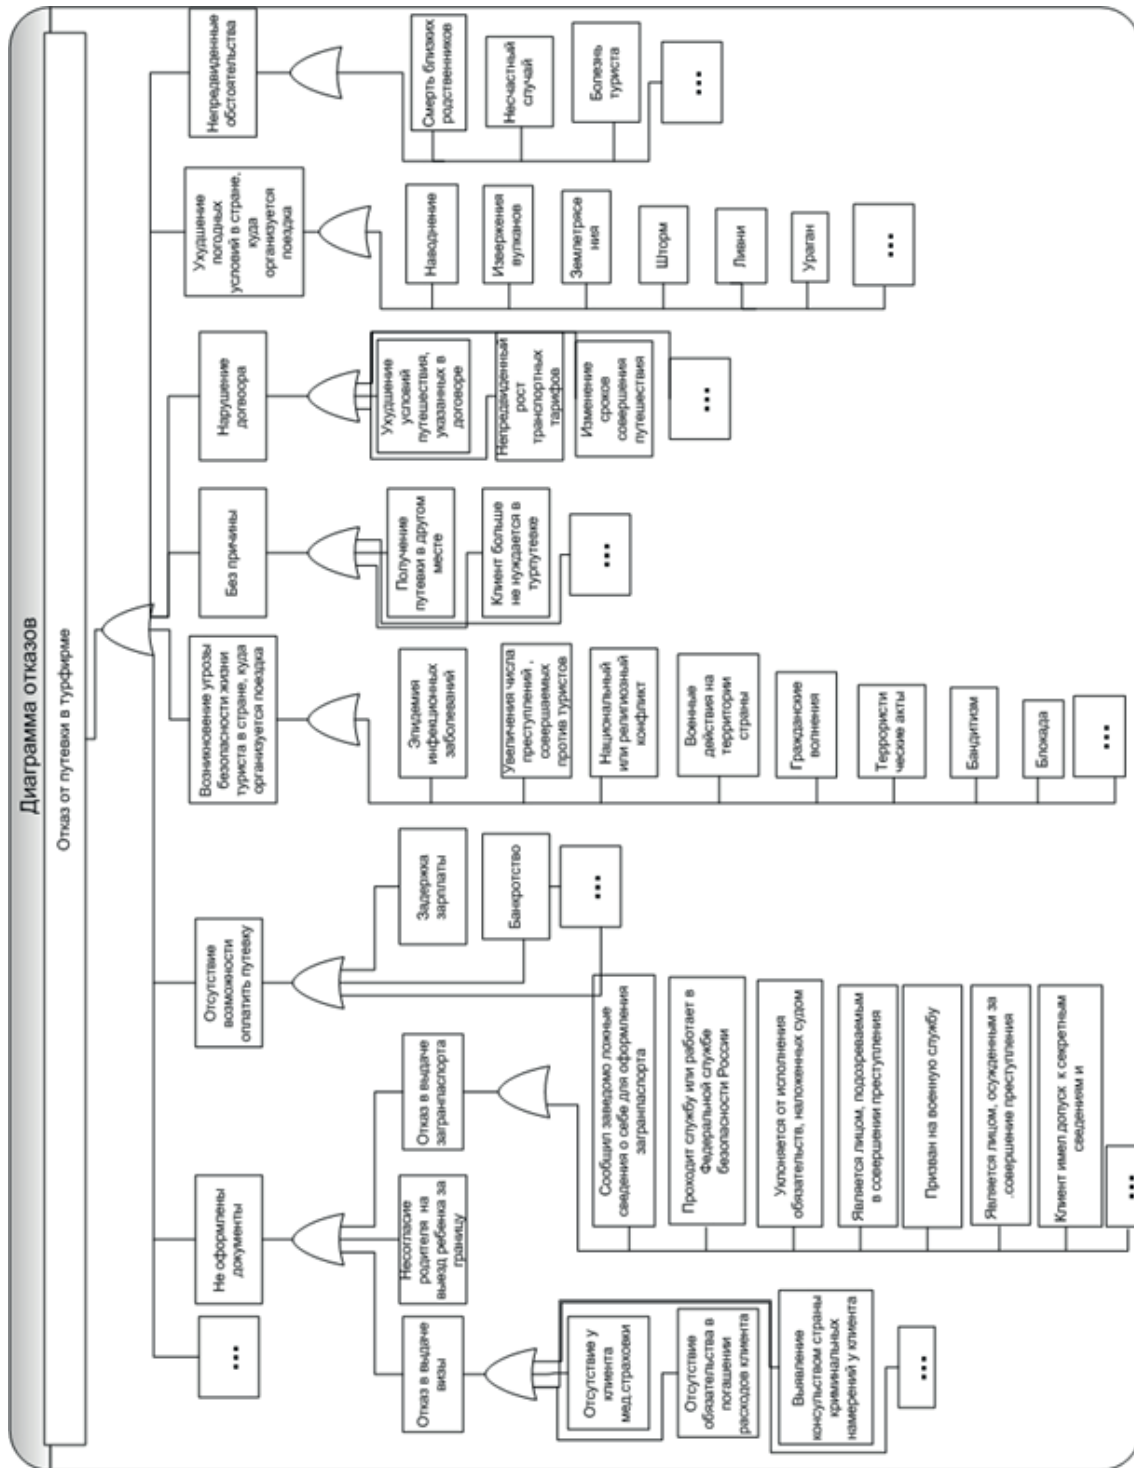 Диаграмма отказов
Отказ от путевки в турфирме
...
Не оформлены
документы
Отсутствие
возможности
оплатить путевку
Возникновение угрозы
безопасности жизни
туриста в стране, куда
организуется поездка
Без причины
Нарушение
догвоора
Ухудшение
погодных
условий в стране,
куда
организуется
поездка
Непредвиденные
обстоятельства
Отказ в выдаче
визы
Несогласие
родителя на
выезд ребенка за
границу
Отказ в выдаче
загранпаспорта
Отсутствие у
клиента
мед.страховки
Отсутствие
обязательства в
погашении
расходов клиента
Выявление
консульством страны
криминальных
намерений у клиента
...
Сообщил заведомо ложные
сведения о себе для оформления
загранпаспорта
Проходит службу или работает в
Федеральной службе
безопасности России
Уклоняется от исполнения
обязательств, наложенных судом
Является лицом, подозреваемым
в совершении преступления
Призван на военную службу
Является лицом, осужденным за
.совершение преступления
Клиент имел допуск к секретным
сведениям и
...
Задержка
зарплаты
Банкротство
...
Эпидемия
инфекционных
заболеваний
Увеличения числа
преступлений ,
совершаемых
против туристов
Национальный
или религиозный
конфликт
Военные
действия на
территории
страны
Гражданские
волнения
Террористи
ческие акты
Бандитизм
Блокада
...
Получение
путевки в другом
месте
Клиент больше
не нуждается в
турпутевке
...
Ухудшение
условий
путешествия,
указанных в
договоре
Непредвиденный
рост
транспортных
тарифов
Изменение
сроков
совершения
путешествия
...
Наводнение
Извержения
вулканов
Землетрясе
ния
Шторм
Ливни
Ураган
...
Смерть близких
родственников
Несчастный
случай
Болезнь
туриста
...